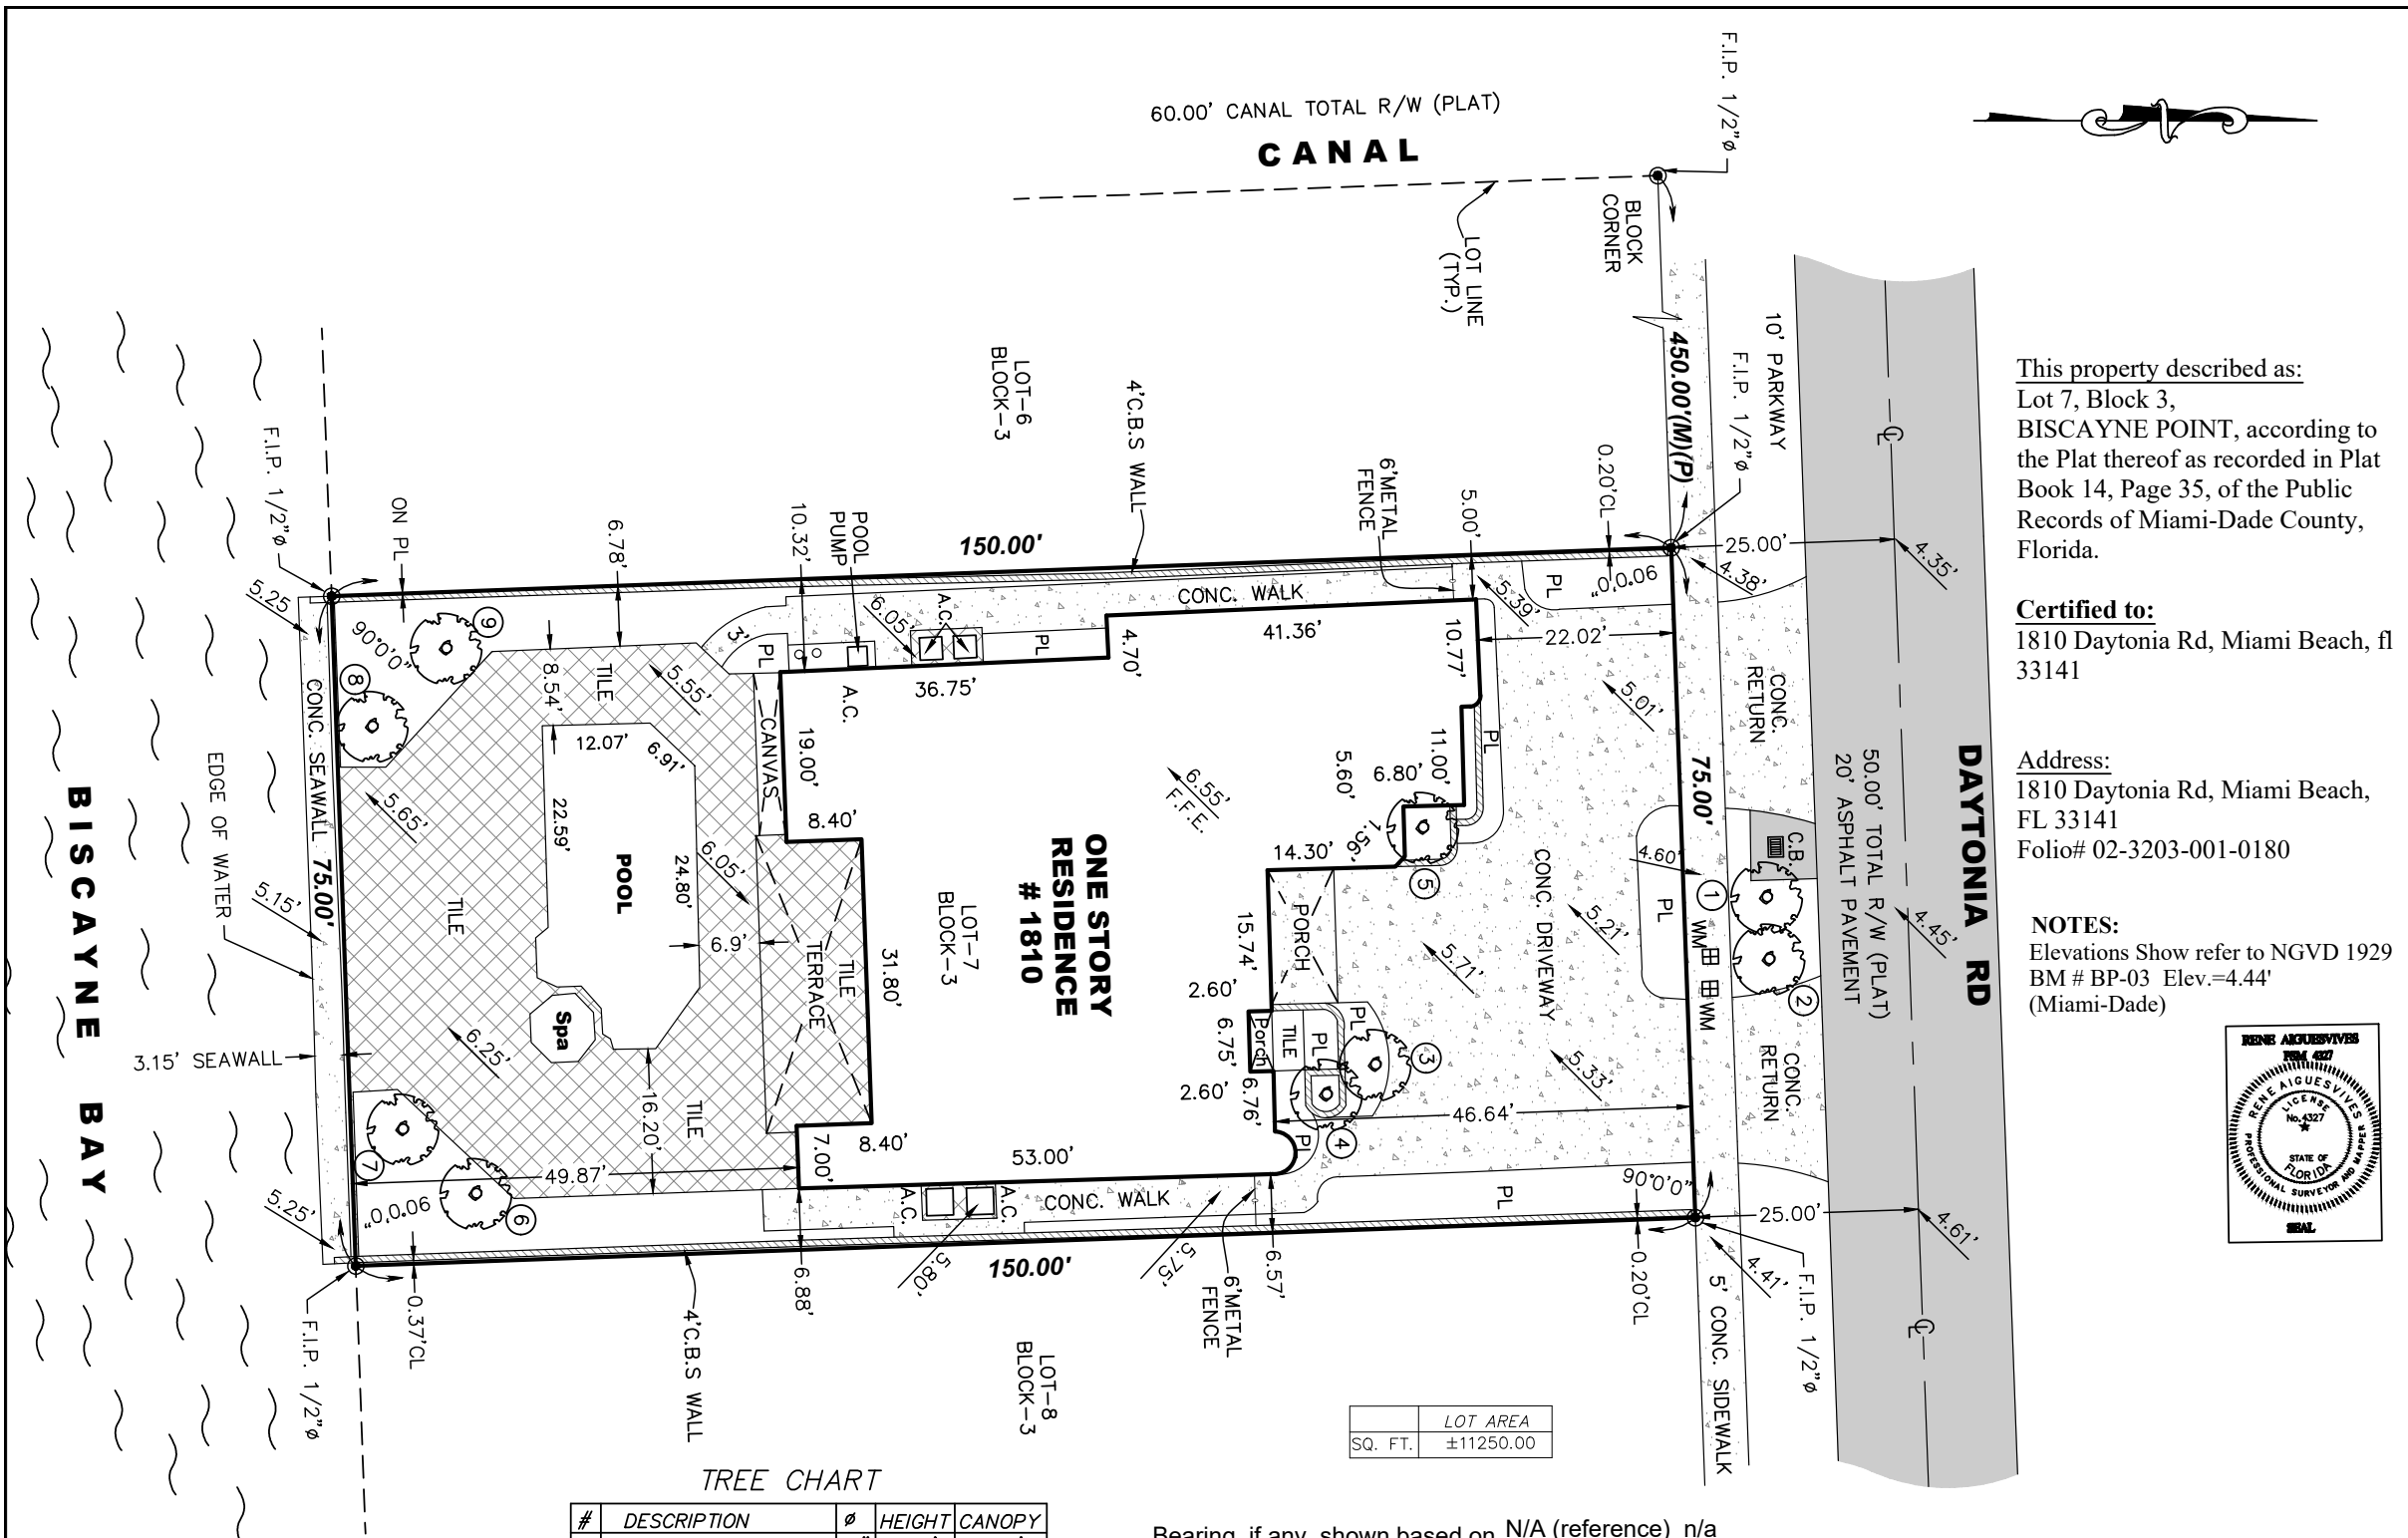 60.00' CANAL TOTAL R/W (PLAT)
CANAL
F.I.P. 1/2"ø
BLOCK
CORNER
LOT LINE
(TYP.)
450.00'(M)(P)
10' PARKWAY
F.I.P. 1/2"ø
0.20'CL
25.00'
4.38'
4.35'
90°0'0"
LOT-6
BLOCK-3
4'C.B.S WALL
6'METAL
FENCE
5.00'
150.00'
POOL
PUMP
10.32'
6.78'
ON PL
F.I.P. 1/2"ø
5.25
90°0'0"
9
8
CONC. SEAWALL
75.00'
CONC. WALK
5.39'
PL
22.02'
10.77'
41.36'
4.70'
PL
A.C.
6.05'
3'
PL
36.75'
A.C.
TILE
8.54'
5.55'
CANVAS
19.00'
8.40'
12.07'
6.91'
22.59'
24.80'
POOL
5.65'
TILE
6.05'
6.9'
TILE
TERRACE
31.80'
Spa
6.25'
16.20'
TILE
8.40'
7.00'
49.87'
7
6
90°0'0"
5.25'
0.37'CL
F.I.P. 1/2"ø
6.55'
F.F.E.
ONE STORY
RESIDENCE
# 1810
LOT-7
BLOCK-3
5.01'
PL
11.00'
6.80'
5.60'
1.56'
14.30'
5
PORCH
15.74'
2.60'
Porch
6.75'
TILE
PL
PL
3
2.60'
6.76'
4
PL
46.64'
53.00'
CONC. DRIVEWAY
5.21'
5.71'
5.33'
4.60'
PL
75.00'
1
WM
WM
2
C.B.
CONC.
RETURN
CONC.
RETURN
50.00' TOTAL R/W (PLAT)
20' ASPHALT PAVEMENT
DAYTONIA RD
4.45'
4.61'
25.00'
4.41'
F.I.P. 1/2"ø
5' CONC. SIDEWALK
90°0'0"
0.20'CL
PL
CONC. WALK
A.C.
A.C.
5.80'
5.75'
6'METAL
FENCE
6.57'
6.88'
150.00'
4'C.B.S WALL
LOT-8
BLOCK-3
BISCAYNE BAY
EDGE OF WATER
5.15'
3.15' SEAWALL
This property described as:
Lot 7, Block 3,
BISCAYNE POINT, according to
the Plat thereof as recorded in Plat
Book 14, Page 35, of the Public
Records of Miami-Dade County,
Florida.
Certified to:
1810 Daytonia Rd, Miami Beach, fl
33141
Address:
1810 Daytonia Rd, Miami Beach,
FL 33141
Folio# 02-3203-001-0180
NOTES:
Elevations Show refer to NGVD 1929
BM # BP-03 Elev.=4.44'
(Miami-Dade)
RENE AIGUESVIVES
PSM 4327
RENE AIGUESVIVES
LICENSE
No.4327
STATE OF
FLORIDA
PROFESSIONAL SURVEYOR AND MAPPER
SEAL
LOT AREA
SQ. FT. ±11250.00
TREE CHART
# DESCRIPTION ø HEIGHT CANOPY
Bearing, if any, shown based on N/A (reference) n/a